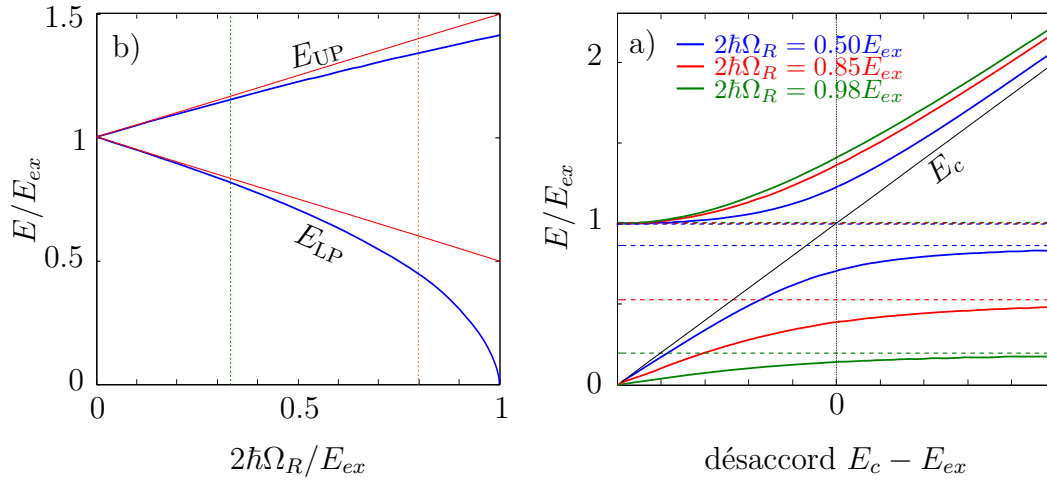 b)
E_UP
E_LP
1.5
1
0.5
0
E/E_ex
0
0.5
1
2ħΩ_R/E_ex
a)
2ħΩ_R = 0.50E_ex
2ħΩ_R = 0.85E_ex
2ħΩ_R = 0.98E_ex
E_c
2
1
0
E/E_ex
0
désaccord E_c − E_ex